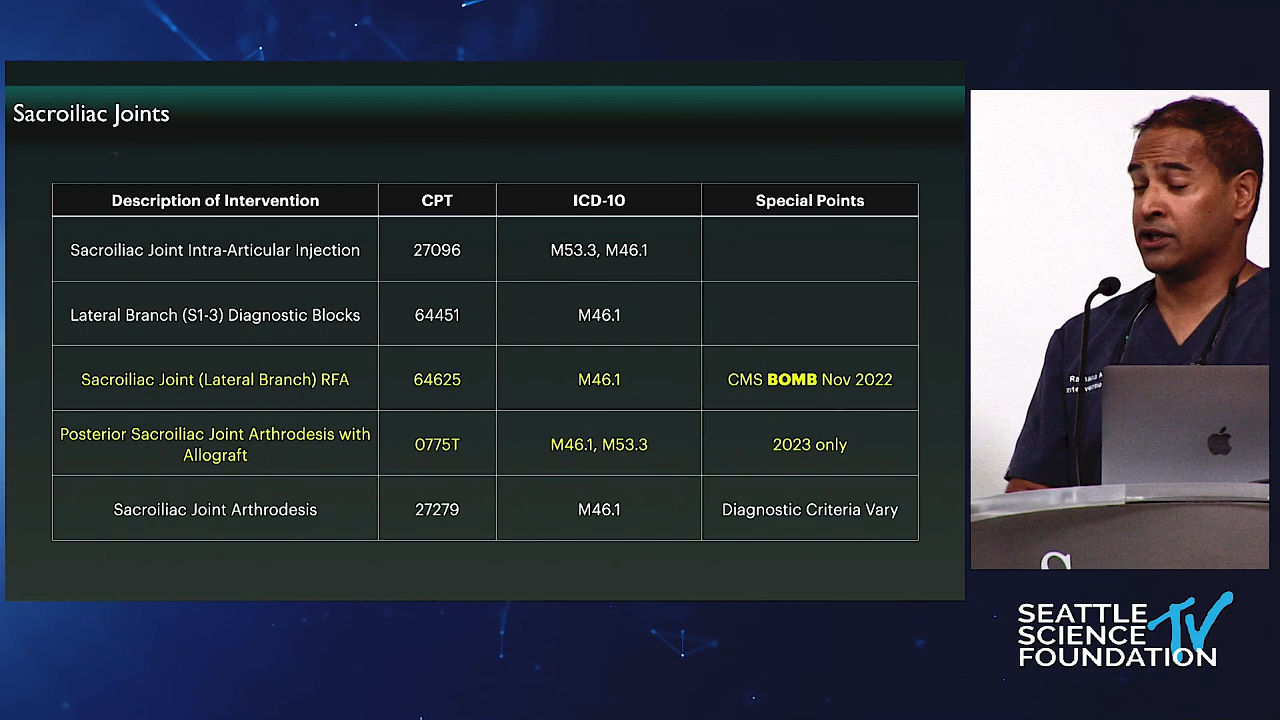 Sacroiliac Joints
Description of Intervention CPT ICD-10 Special Points
Sacroiliac Joint Intra-Articular Injection 27096 M53.3, M46.1
Lateral Branch (S1-3) Diagnostic Blocks 64451 M46.1
Sacroiliac Joint (Lateral Branch) RFA 64625 M46.1 CMS BOMB Nov 2022
Posterior Sacroiliac Joint Arthrodesis with
Allograft 0775T M46.1, M53.3 2023 only
Sacroiliac Joint Arthrodesis 27279 M46.1 Diagnostic Criteria Vary
S
SEATTLE
SCIENCE TV
FOUNDATION